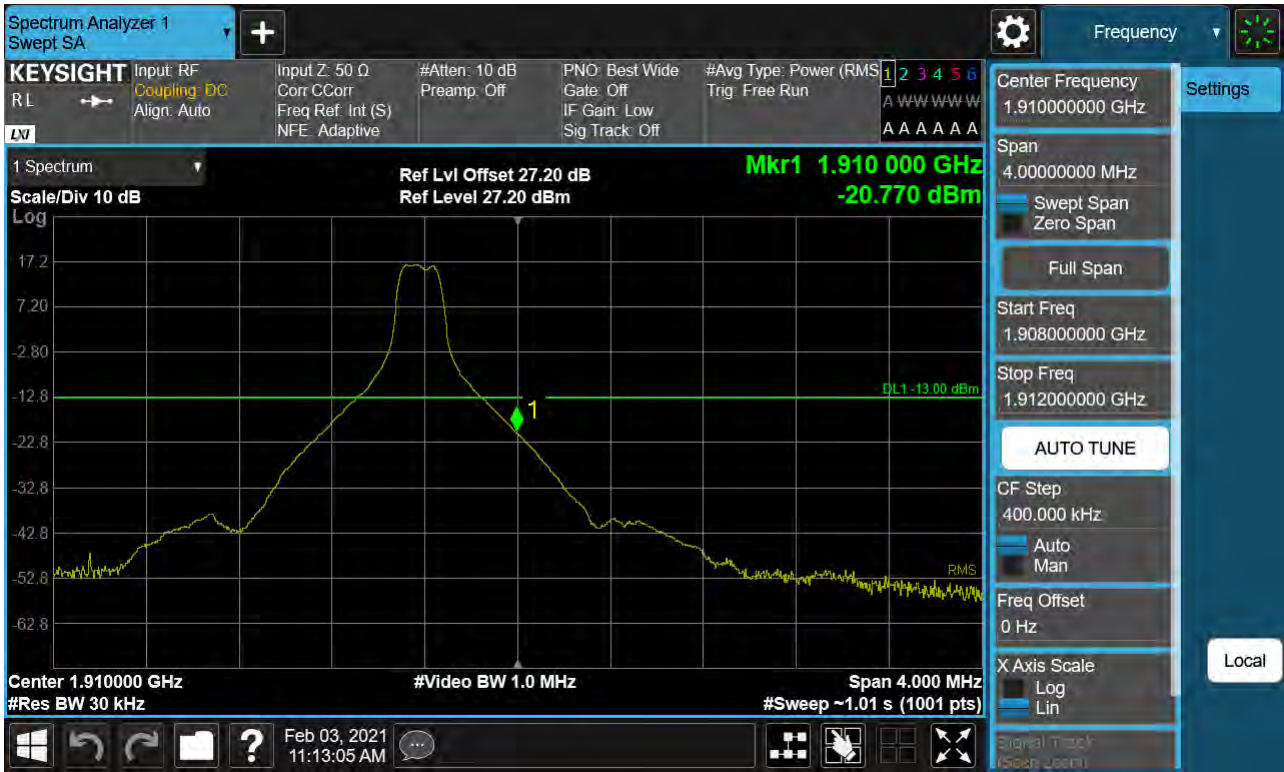 Spectrum Analyzer 1
Swept SA
Frequency
KEYSIGHT
RL
LXI
Input: RF
Coupling: DC
Align: Auto
Input Z: 50 Ω
Corr CCorr
Freq Ref: Int (S)
NFE: Adaptive
#Atten: 10 dB
Preamp: Off
PNO: Best Wide
Gate: Off
IF Gain: Low
Sig Track: Off
#Avg Type: Power (RMS
Trig: Free Run
1 2 3 4 5 6
A W W W W W
A A A A A A
1 Spectrum
Scale/Div 10 dB
Log
Ref Lvl Offset 27.20 dB
Ref Level 27.20 dBm
Mkr1 1.910 000 GHz
-20.770 dBm
17.2
7.20
-2.80
-12.8
-22.8
-32.8
-42.8
-52.8
-62.8
DL1 -13.00 dBm
1
RMS
Center 1.910000 GHz
#Res BW 30 kHz
#Video BW 1.0 MHz
Span 4.000 MHz
#Sweep ~1.01 s (1001 pts)
Center Frequency
1.910000000 GHz
Settings
Span
4.00000000 MHz
Swept Span
Zero Span
Full Span
Start Freq
1.908000000 GHz
Stop Freq
1.912000000 GHz
AUTO TUNE
CF Step
400.000 kHz
Auto
Man
Freq Offset
0 Hz
X Axis Scale
Log
Lin
Signal Track
(Span Zoom)
Local
Feb 03, 2021
11:13:05 AM